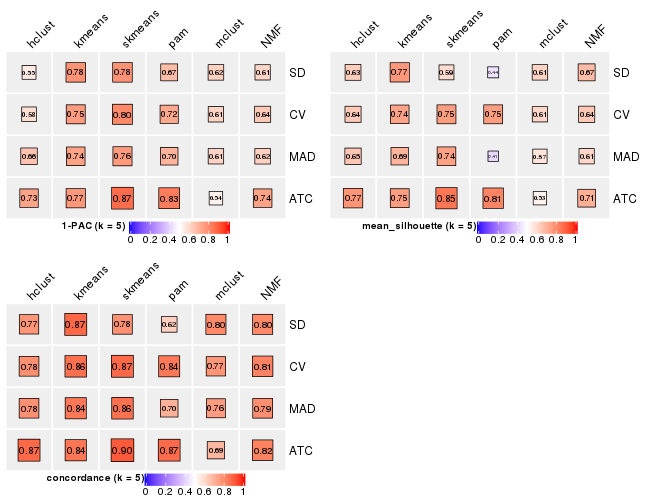 hclust kmeans skmeans pam mclust NMF
0.55 0.78 0.78 0.67 0.62 0.61 SD
0.58 0.75 0.80 0.72 0.61 0.64 CV
0.66 0.74 0.76 0.70 0.61 0.62 MAD
0.73 0.77 0.87 0.83 0.54 0.74 ATC
1-PAC (k = 5)
0 0.2 0.4 0.6 0.8 1
hclust kmeans skmeans pam mclust NMF
0.63 0.77 0.59 0.44 0.61 0.67 SD
0.64 0.74 0.75 0.75 0.61 0.64 CV
0.65 0.69 0.74 0.41 0.57 0.61 MAD
0.77 0.75 0.85 0.81 0.53 0.71 ATC
mean_silhouette (k = 5)
0 0.2 0.4 0.6 0.8 1
hclust kmeans skmeans pam mclust NMF
0.77 0.87 0.78 0.62 0.80 0.80 SD
0.78 0.86 0.87 0.84 0.77 0.81 CV
0.78 0.84 0.86 0.70 0.76 0.79 MAD
0.87 0.84 0.90 0.87 0.69 0.82 ATC
concordance (k = 5)
0 0.2 0.4 0.6 0.8 1